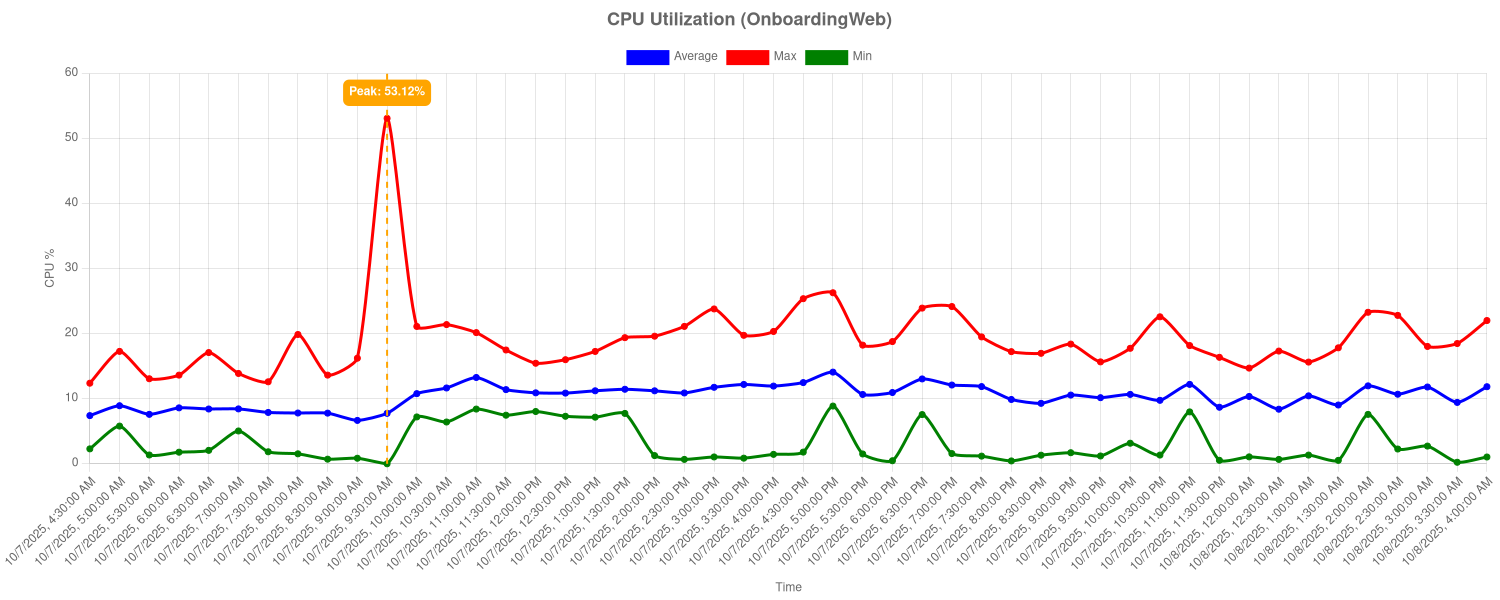 CPU Utilization (OnboardingWeb)
Average Max Min
Peak: 53.12%
60
50
40
30
20
10
0
CPU %
10/7/2025, 4:30:00 AM
10/7/2025, 5:00:00 AM
10/7/2025, 5:30:00 AM
10/7/2025, 6:00:00 AM
10/7/2025, 6:30:00 AM
10/7/2025, 7:00:00 AM
10/7/2025, 7:30:00 AM
10/7/2025, 8:00:00 AM
10/7/2025, 8:30:00 AM
10/7/2025, 9:00:00 AM
10/7/2025, 9:30:00 AM
10/7/2025, 10:00:00 AM
10/7/2025, 10:30:00 AM
10/7/2025, 11:00:00 AM
10/7/2025, 11:30:00 AM
10/7/2025, 12:00:00 PM
10/7/2025, 12:30:00 PM
10/7/2025, 1:00:00 PM
10/7/2025, 1:30:00 PM
10/7/2025, 2:00:00 PM
10/7/2025, 2:30:00 PM
10/7/2025, 3:00:00 PM
10/7/2025, 3:30:00 PM
10/7/2025, 4:00:00 PM
10/7/2025, 4:30:00 PM
10/7/2025, 5:00:00 PM
10/7/2025, 5:30:00 PM
10/7/2025, 6:00:00 PM
10/7/2025, 6:30:00 PM
10/7/2025, 7:00:00 PM
10/7/2025, 7:30:00 PM
10/7/2025, 8:00:00 PM
10/7/2025, 8:30:00 PM
10/7/2025, 9:00:00 PM
10/7/2025, 9:30:00 PM
10/7/2025, 10:00:00 PM
10/7/2025, 10:30:00 PM
10/7/2025, 11:00:00 PM
10/7/2025, 11:30:00 PM
10/8/2025, 12:00:00 AM
10/8/2025, 12:30:00 AM
10/8/2025, 1:00:00 AM
10/8/2025, 1:30:00 AM
10/8/2025, 2:00:00 AM
10/8/2025, 2:30:00 AM
10/8/2025, 3:00:00 AM
10/8/2025, 3:30:00 AM
10/8/2025, 4:00:00 AM
Time